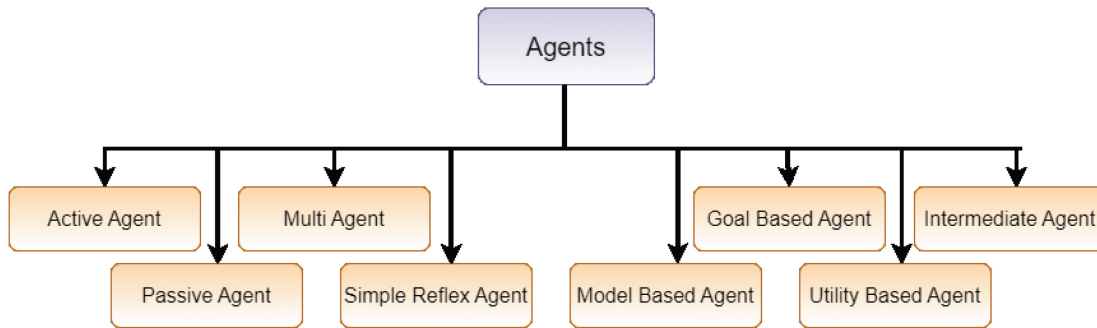 Agents
Active Agent
Multi Agent
Goal Based Agent
Intermediate Agent
Passive Agent
Simple Reflex Agent
Model Based Agent
Utility Based Agent